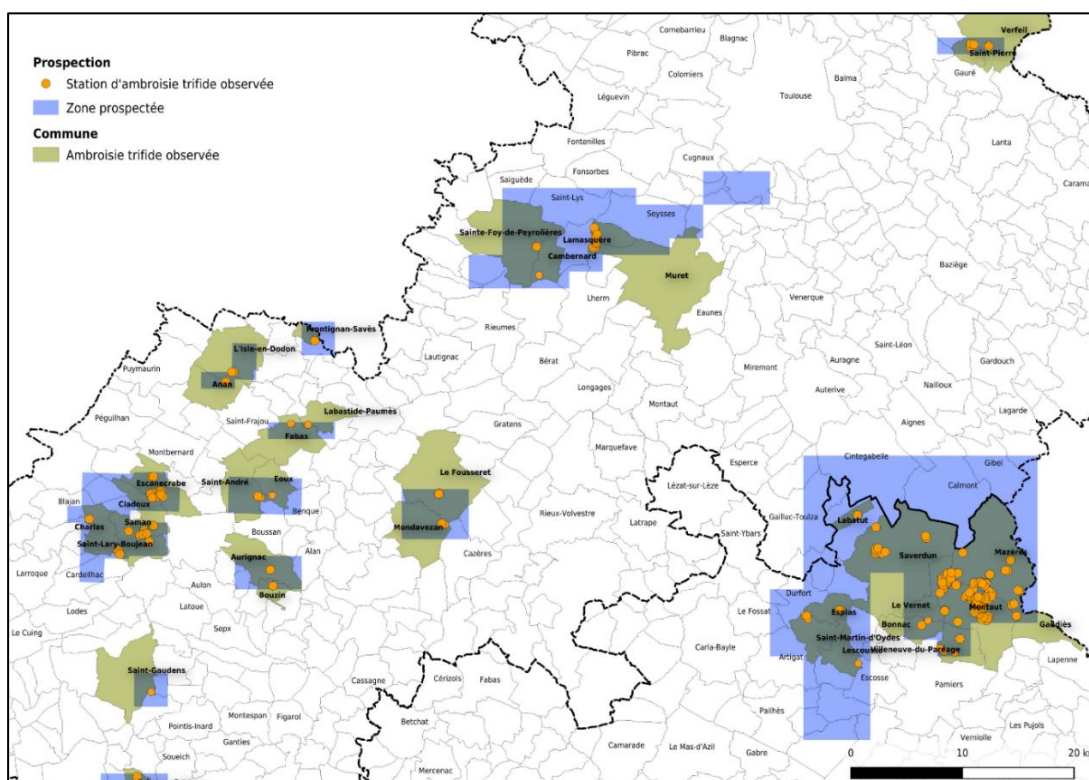 Prospection
Station d'ambroisie trifide observée
Zone prospectée
Commune
Ambroisie trifide observée
Cornebarrieu
Blagnac
Pibrac
Colomiers
Balma
Léguevin
Toulouse
Verfeil
Saint-Pierre
Gauré
Lanta
Carama
Fontenilles
Cugnaux
Fonsorbes
Saiguède
Saint-Lys
Seysses
Sainte-Foy-de-Peyrolières
Lamasquère
Cambernard
Muret
Baziège
Lherm
Eaunes
Venerque
Rieumes
Saint-Léon
Lautignac
Bérat
Auragne
Gardouch
Miremont
Nailloux
Longages
Auterive
Lagarde
Montaut
Aignes
Frontignan-Savès
L'Isle-en-Dodon
Puymaurin
Anan
Labastide-Paumès
Péguilhan
Saint-Frajou
Fabas
Gratens
Marquefave
Montbernard
Le Fousseret
Esperce
Cintegabelle
Gibel
Calmont
Escanecrabe
Saint-André
Eoux
Lézat-sur-Lèze
Blajan
Ciadoux
Benque
Rieux-Volvestre
Gaillac-Toulza
Charlas
Saman
Mondavezan
Latrape
Labatut
Boussan
Saint-Ybars
Saint-Lary-Boujean
Alan
Cazères
Saverdun
Mazères
Aurignac
Larroque
Cardeilhac
Aulon
Durfort
Bouzin
Lodes
Latoue
Le Fossat
Esplas
Le Vernet
Montaut
Sepx
Bonnac
Gaudiès
Le Cuing
Saint-Martin-d'Oydes
Carla-Bayle
Lescousse
Villeneuve-du-Paréage
Artigat
Lapenne
Saint-Gaudens
Escosse
Cassagne
Cérizols
Fabas
Pamiers
Pailhès
Montespan
Figarol
Pointis-Inard
Betchat
Les Pujols
Ganties
Verniolle
Soueich
Camarade
Le Mas-d'Azil
Gabre
Mercenac
0
10
20 km